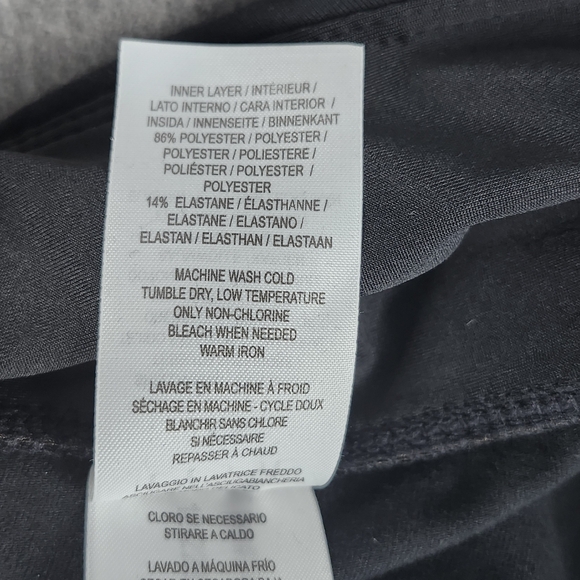 INNER LAYER / INTÉRIEUR /
LATO INTERNO / CARA INTERIOR /
INSIDA / INNENSEITE / BINNENKANT
86% POLYESTER / POLYESTER /
POLYESTER / POLIESTERE /
POLIÉSTER / POLYESTER /
POLYESTER
14% ELASTANE / ÉLASTHANNE /
ELASTANE / ELASTANO /
ELASTAN / ELASTHAN / ELASTAAN
MACHINE WASH COLD
TUMBLE DRY, LOW TEMPERATURE
ONLY NON-CHLORINE
BLEACH WHEN NEEDED
WARM IRON
LAVAGE EN MACHINE À FROID
SÉCHAGE EN MACHINE - CYCLE DOUX
BLANCHIR SANS CHLORE
SI NÉCESSAIRE
REPASSER À CHAUD
LAVAGGIO IN LAVATRICE FREDDO
ASCIUGARE NELL'ASCIUGABIANCHERIA
CLORO SE NECESSARIO
STIRARE A CALDO
LAVADO A MÁQUINA FRÍO